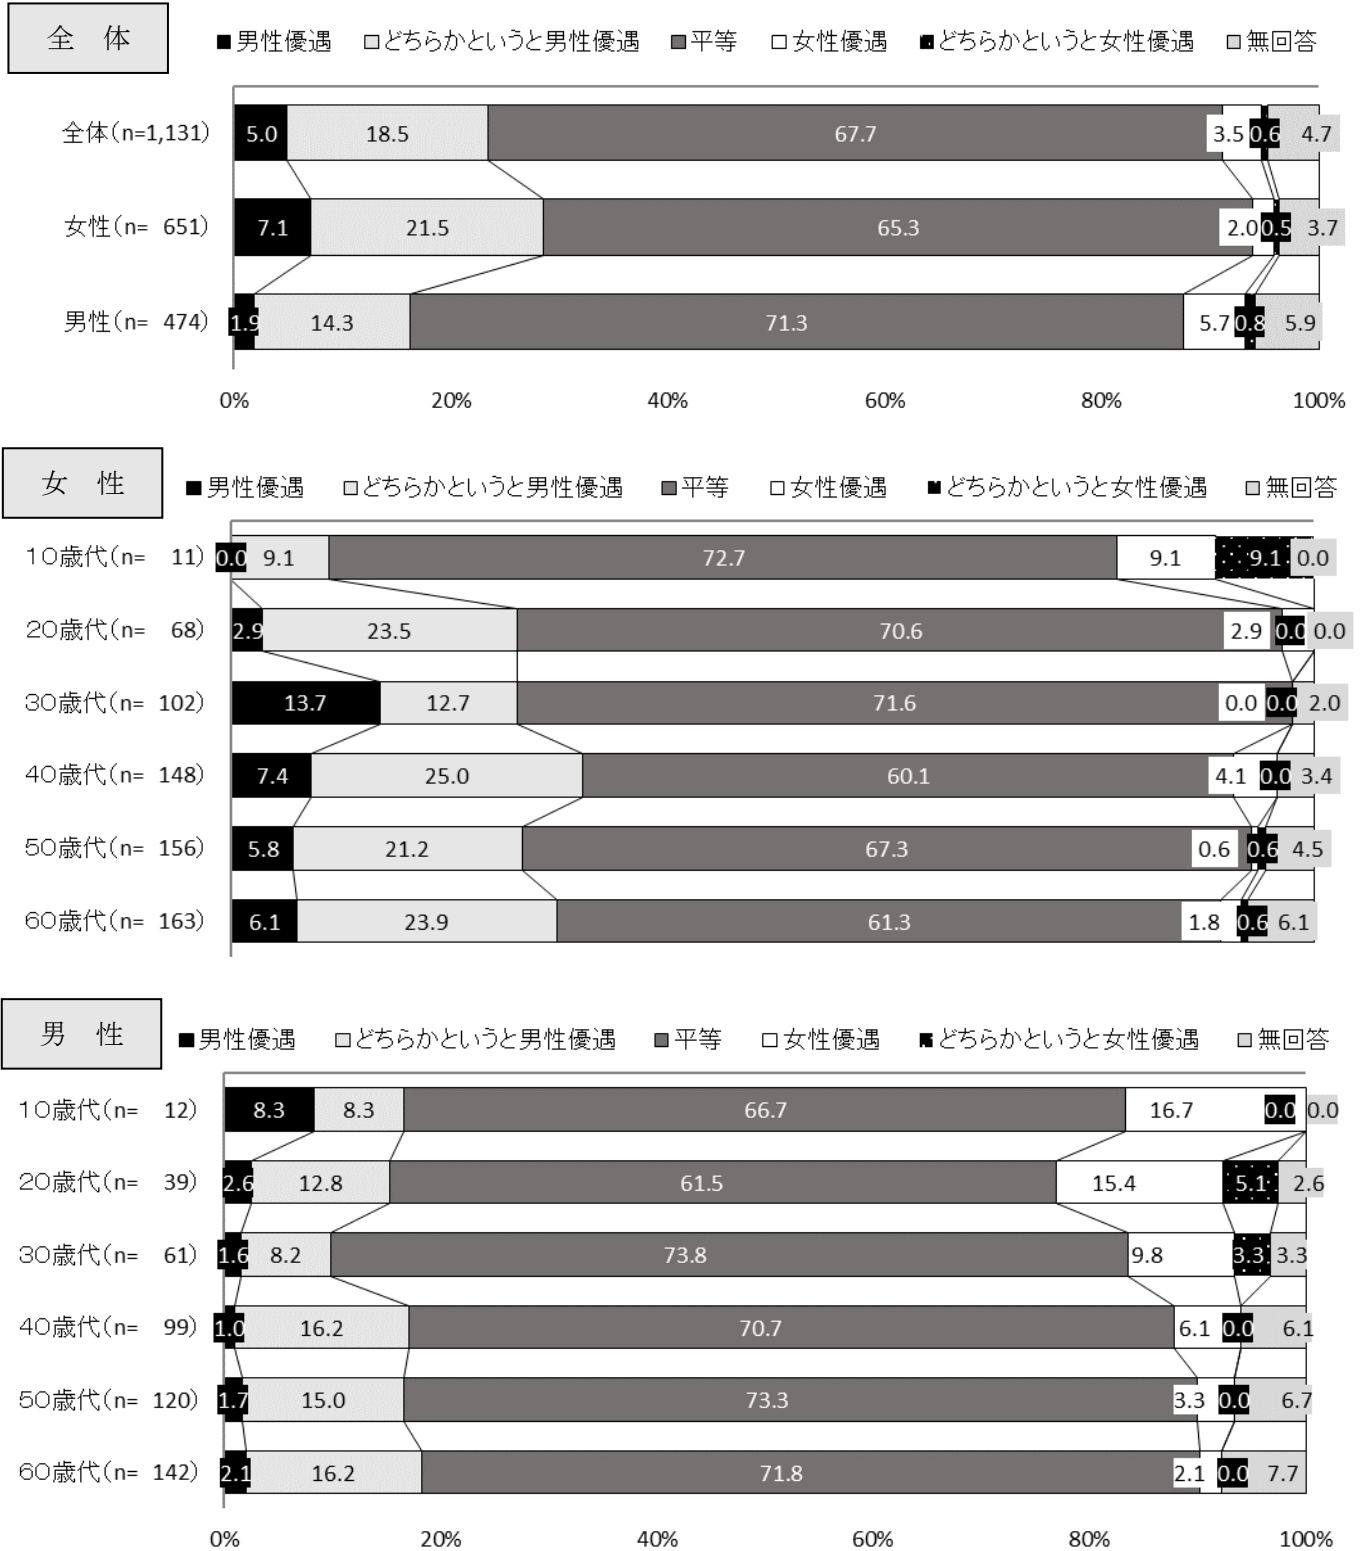 全 体
■男性優遇 □どちらかというと男性優遇 ■平等 □女性優遇 ■どちらかというと女性優遇 □無回答
全体(n=1,131) 5.0 18.5 67.7 3.5 0.6 4.7
女性(n= 651) 7.1 21.5 65.3 2.0 0.5 3.7
男性(n= 474) 1.9 14.3 71.3 5.7 0.8 5.9
0% 20% 40% 60% 80% 100%
女 性
■男性優遇 □どちらかというと男性優遇 ■平等 □女性優遇 ■どちらかというと女性優遇 □無回答
10歳代(n= 11) 0.0 9.1 72.7 9.1 9.1 0.0
20歳代(n= 68) 2.9 23.5 70.6 2.9 0.0 0.0
30歳代(n= 102) 13.7 12.7 71.6 0.0 0.0 2.0
40歳代(n= 148) 7.4 25.0 60.1 4.1 0.0 3.4
50歳代(n= 156) 5.8 21.2 67.3 0.6 0.6 4.5
60歳代(n= 163) 6.1 23.9 61.3 1.8 0.6 6.1
男 性
■男性優遇 □どちらかというと男性優遇 ■平等 □女性優遇 ■どちらかというと女性優遇 □無回答
10歳代(n= 12) 8.3 8.3 66.7 16.7 0.0 0.0
20歳代(n= 39) 2.6 12.8 61.5 15.4 5.1 2.6
30歳代(n= 61) 1.6 8.2 73.8 9.8 3.3 3.3
40歳代(n= 99) 1.0 16.2 70.7 6.1 0.0 6.1
50歳代(n= 120) 1.7 15.0 73.3 3.3 0.0 6.7
60歳代(n= 142) 2.1 16.2 71.8 2.1 0.0 7.7
0% 20% 40% 60% 80% 100%